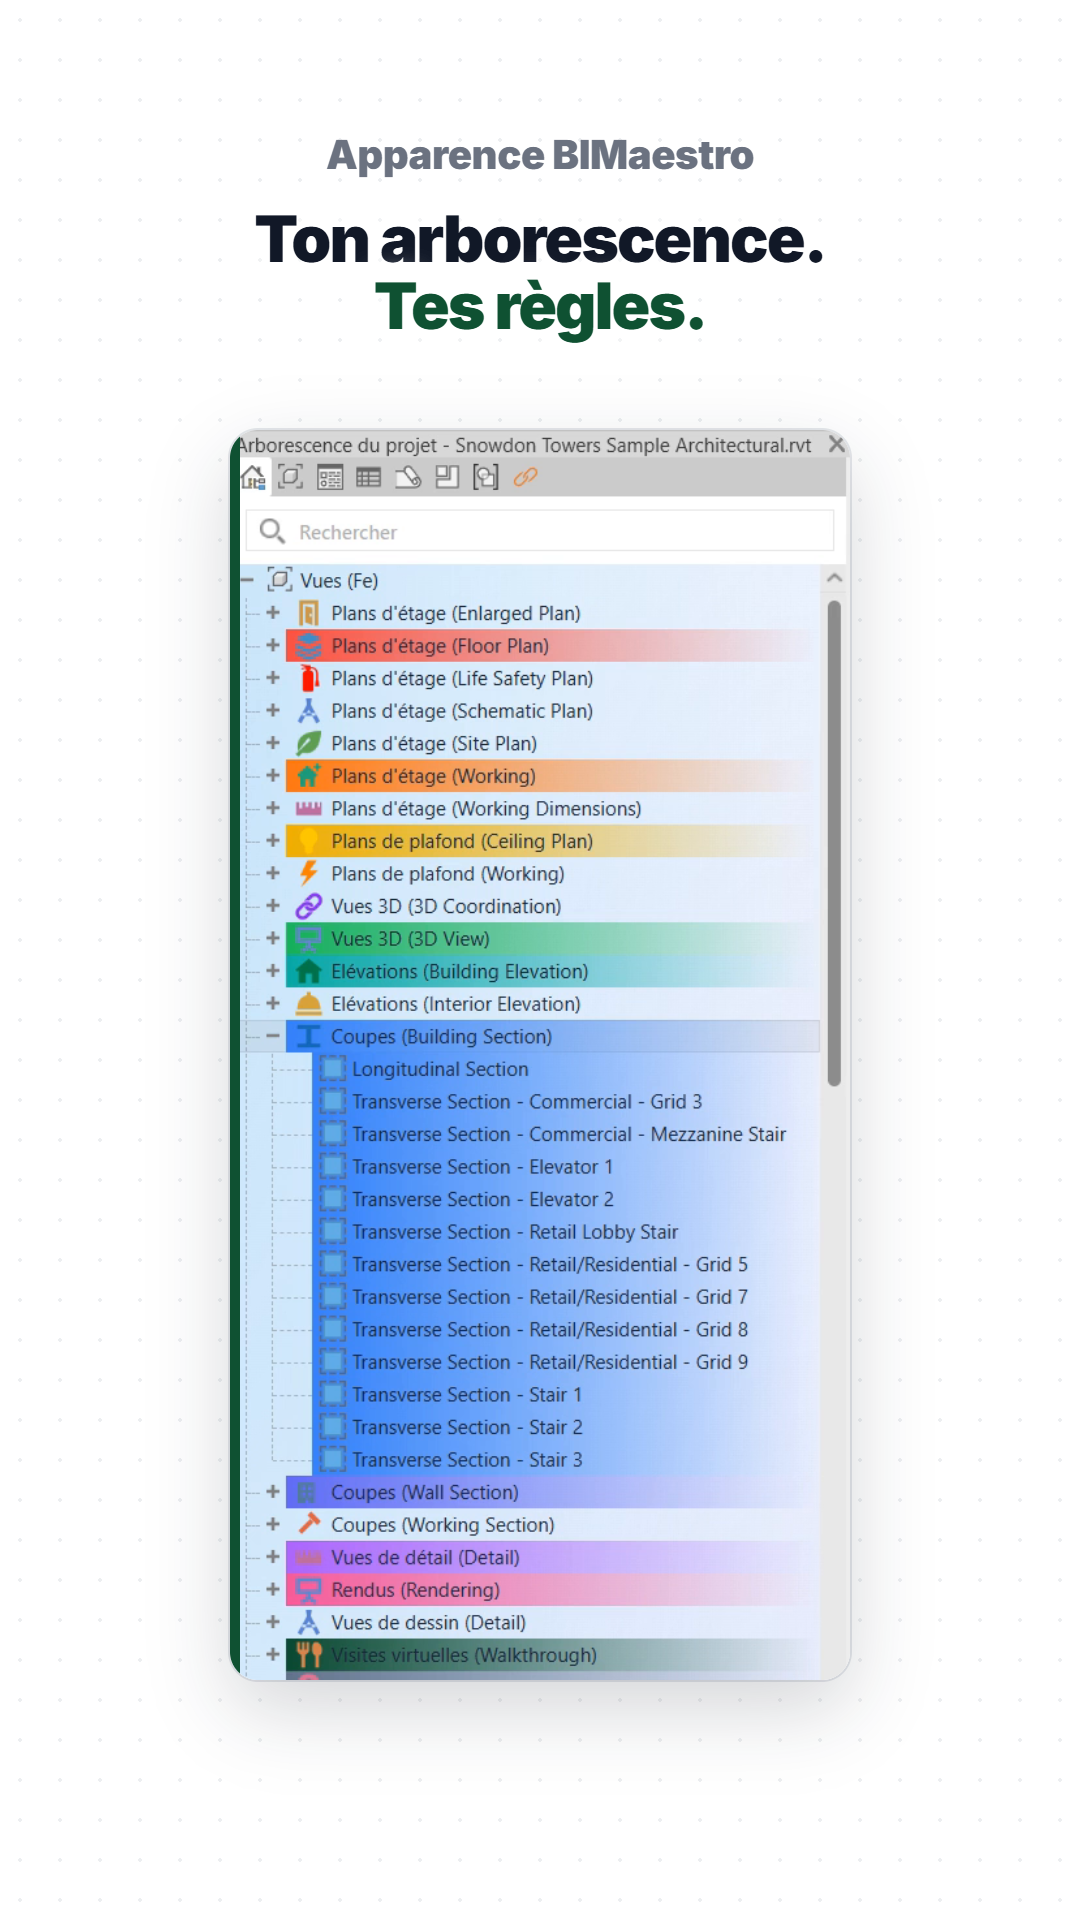 Apparence BIMaestro
Ton arborescence.
Tes règles.
Arborescence du projet - Snowdon Towers Sample Architectural.rvt
Rechercher
Vues (Fe)
Plans d'étage (Enlarged Plan)
Plans d'étage (Floor Plan)
Plans d'étage (Life Safety Plan)
Plans d'étage (Schematic Plan)
Plans d'étage (Site Plan)
Plans d'étage (Working)
Plans d'étage (Working Dimensions)
Plans de plafond (Ceiling Plan)
Plans de plafond (Working)
Vues 3D (3D Coordination)
Vues 3D (3D View)
Elévations (Building Elevation)
Elévations (Interior Elevation)
Coupes (Building Section)
Longitudinal Section
Transverse Section - Commercial - Grid 3
Transverse Section - Commercial - Mezzanine Stair
Transverse Section - Elevator 1
Transverse Section - Elevator 2
Transverse Section - Retail Lobby Stair
Transverse Section - Retail/Residential - Grid 5
Transverse Section - Retail/Residential - Grid 7
Transverse Section - Retail/Residential - Grid 8
Transverse Section - Retail/Residential - Grid 9
Transverse Section - Stair 1
Transverse Section - Stair 2
Transverse Section - Stair 3
Coupes (Wall Section)
Coupes (Working Section)
Vues de détail (Detail)
Rendus (Rendering)
Vues de dessin (Detail)
Visites virtuelles (Walkthrough)